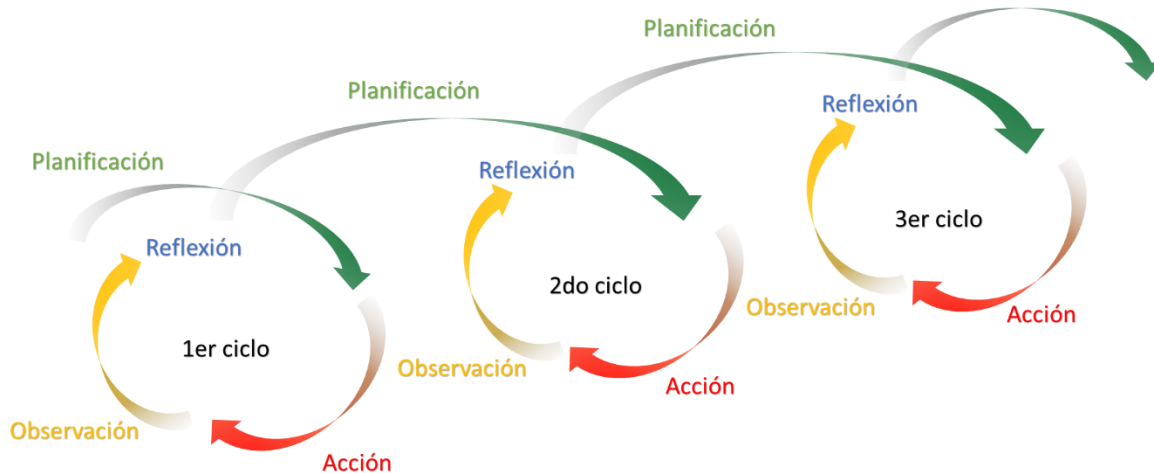 Planificación
Reflexión
1er ciclo
Observación
Acción
Planificación
Reflexión
2do ciclo
Observación
Acción
Planificación
Reflexión
3er ciclo
Observación
Acción